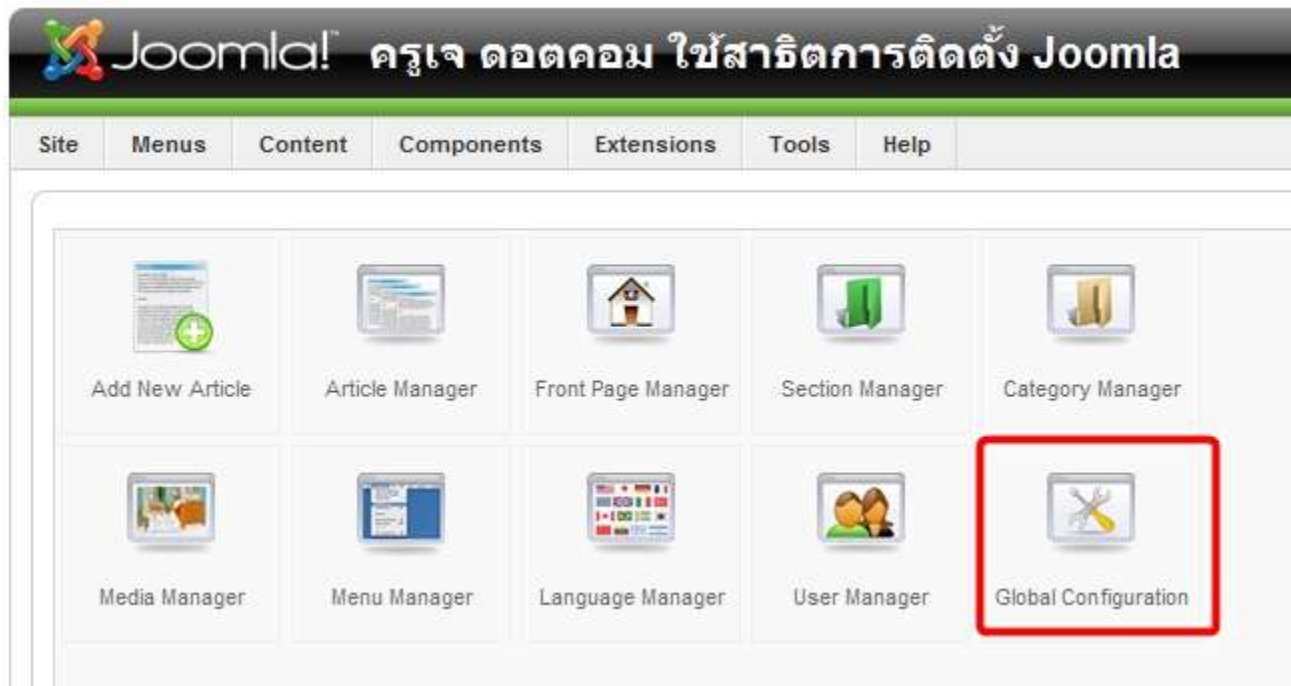 Joomla!™ ครูเจ ดอตคอม ใช้สาธิตการติดตั้ง Joomla
Site Menus Content Components Extensions Tools Help
Add New Article Article Manager Front Page Manager Section Manager Category Manager
Media Manager Menu Manager Language Manager User Manager Global Configuration